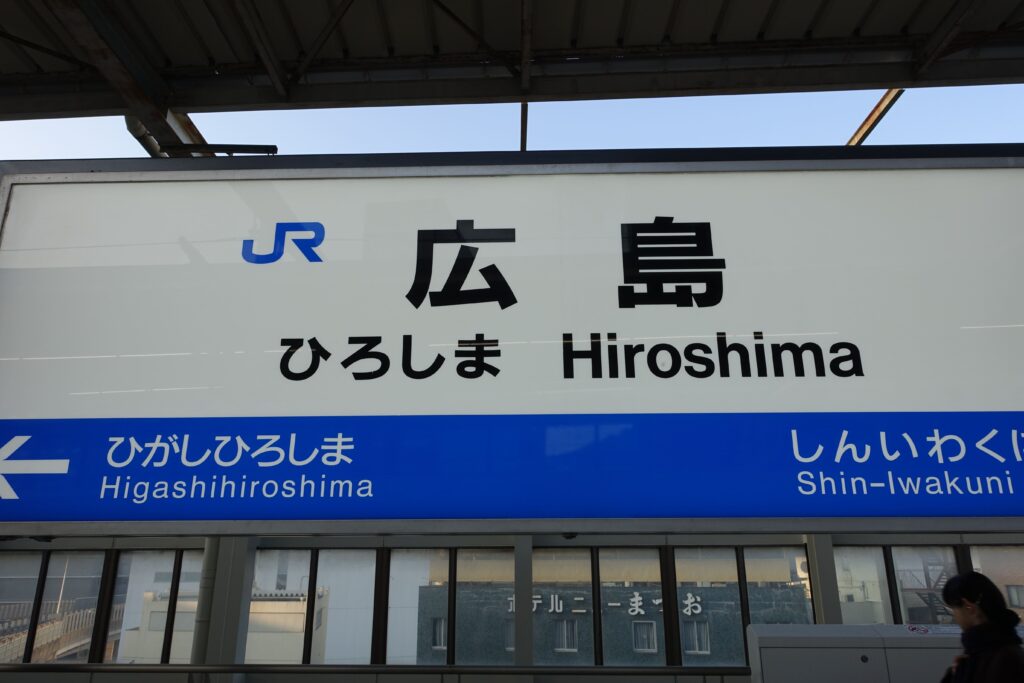 JR 広島
ひろしま Hiroshima
ひがしひろしま しんいわくに
Higashihiroshima Shin-Iwakuni
ホテルニューまつお